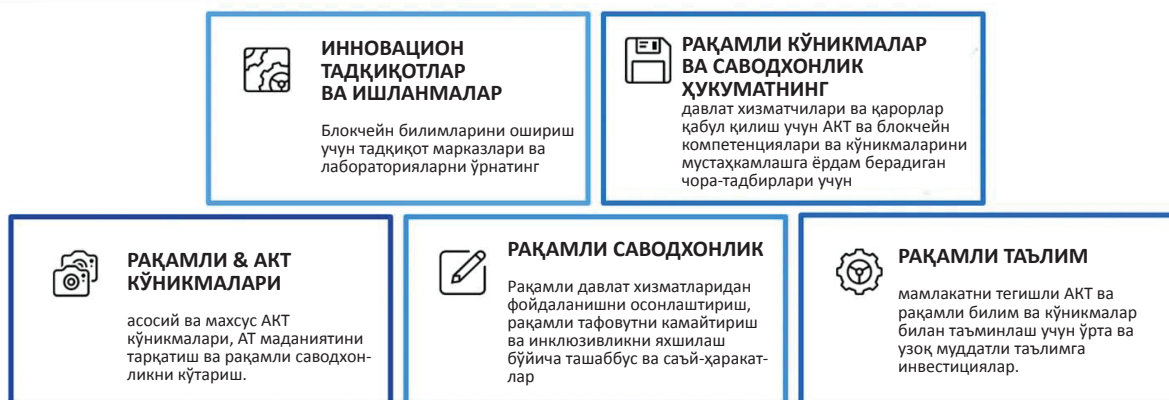 ИННОВАЦИОН
ТАДҚИҚОТЛАР
ВА ИШЛАНМАЛАР
Блокчейн билимларини ошириш
учун тадқиқот марказлари ва
лабораторияларни ўрнатинг
РАҚАМЛИ КЎНИКМАЛАР
ВА САВОДХОНЛИК
ҲУКУМАТНИНГ
давлат хизматчилари ва қарорлар
қабул қилиш учун АКТ ва блокчейн
компетенциялари ва кўникмаларини
мустаҳкамлашга ёрдам берадиган
чора-тадбирлари учун
РАҚАМЛИ & АКТ
КЎНИКМАЛАРИ
асосий ва махсус АКТ
кўникмалари, АТ маданиятини
тарқатиш ва рақамли саводхон-
ликни кўтариш.
РАҚАМЛИ САВОДХОНЛИК
Рақамли давлат хизматларидан
фойдаланишни осонлаштириш,
рақамли тафовутни камайтириш
ва инклюзивликни яхшилаш
бўйича ташаббус ва саъй-ҳаракат-
лар
РАҚАМЛИ ТАЪЛИМ
мамлакатни тегишли АКТ ва
рақамли билим ва кўникмалар
билан таъминлаш учун ўрта ва
узоқ муддатли таълимга
инвестициялар.